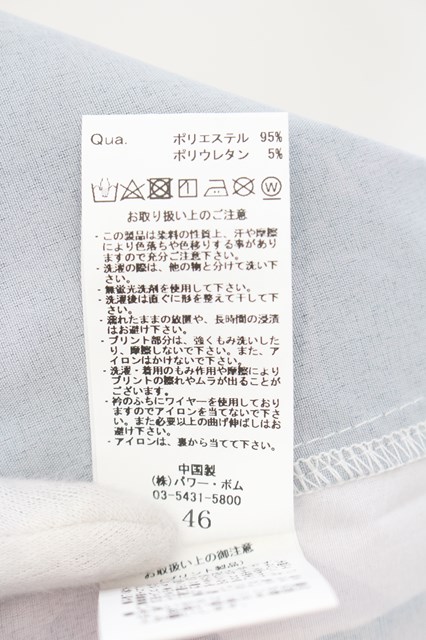 Qua.
ポリエステル 95%
ポリウレタン 5%
お取り扱い上のご注意
・この製品は染料の性質上、汗や摩擦
により色落ちや色移りする事があり
ますので充分ご注意下さい。
・洗濯の際は、他の物と分けて洗い下
さい。
・無蛍光洗剤を使用して下さい。
・洗濯後は直ぐに形を整えて干して下
さい。
・濡れたままの放置や、長時間の浸漬
はお避け下さい。
・プリント部分は、強くもみ洗いした
り、摩擦しないで下さい。また、ア
イロンはかけないで下さい。
・洗濯・着用のもみ作用や摩擦により
プリントの擦れやムラが出ることが
ございます。
・衿のふちにワイヤーを使用しており
ますのでアイロンを当てないで下さ
い。また必要以上の曲げ伸ばしはお
避け下さい。
・アイロンは、裏から当てて下さい。
中国製
(株)パワー・ボム
03-5431-5800
46
お取扱い上の御注意